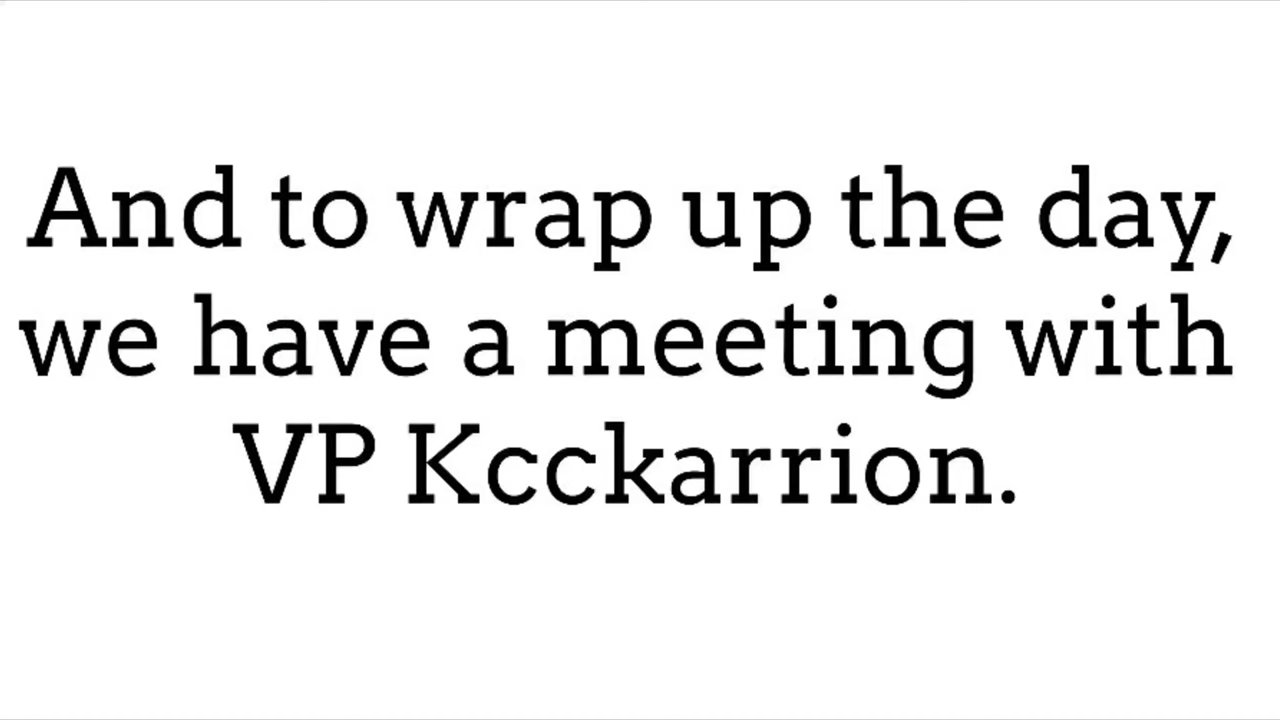 And to wrap up the day,
we have a meeting with
VP Kcckarrion.